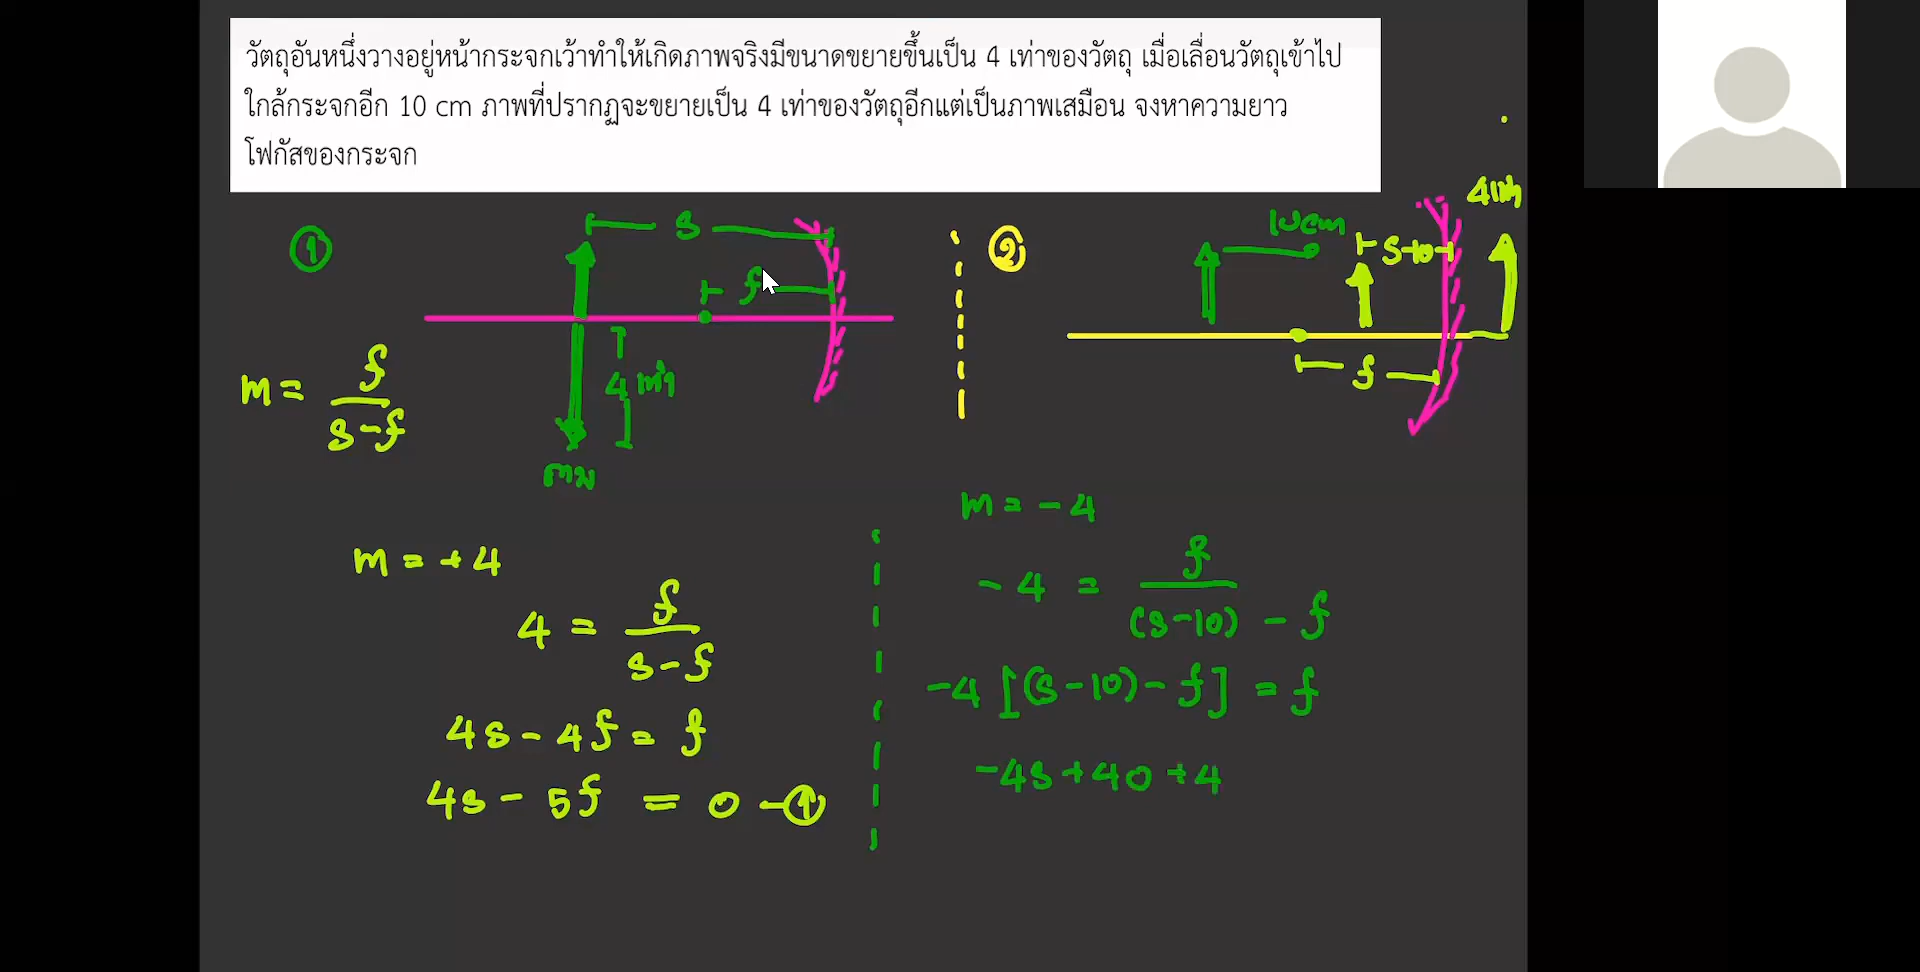 วัตถุอันหนึ่งวางอยู่หน้ากระจกเว้าทำให้เกิดภาพจริงมีขนาดขยายขึ้นเป็น 4 เท่าของวัตถุ เมื่อเลื่อนวัตถุเข้าไป
ใกล้กระจกอีก 10 cm ภาพที่ปรากฏจะขยายเป็น 4 เท่าของวัตถุอีกแต่เป็นภาพเสมือน จงหาความยาว
โฟกัสของกระจก
1
s
f
4 เท่า
ภาพ
m = f / (s - f)
m = +4
4 = f / (s - f)
4s - 4f = f
4s - 5f = 0 - 1
2
10cm
s-10
4เท่า
f
m = -4
-4 = f / ((s-10) - f)
-4 [(s-10) - f] = f
-4s + 40 + 4